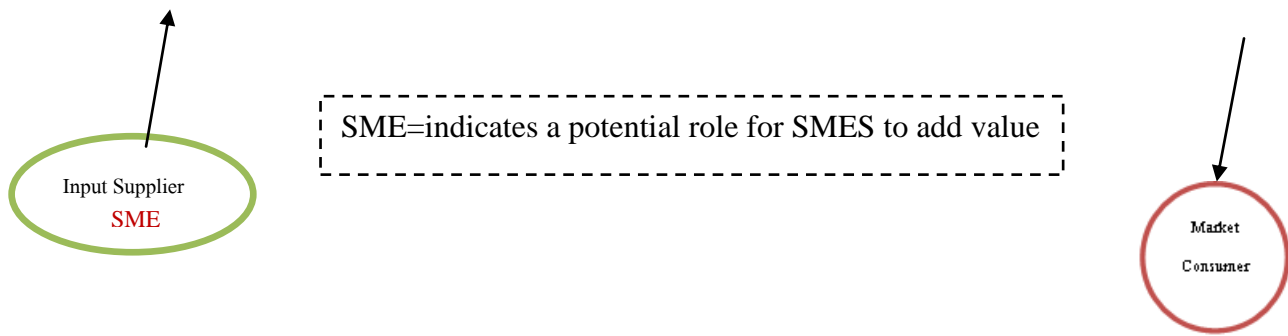 SME=indicates a potential role for SMES to add value
Input Supplier
SME
Market
Consumer